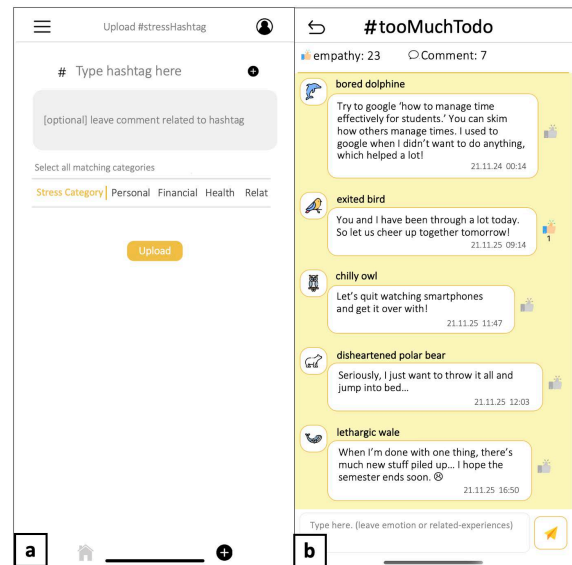 Upload #stressHashtag
# Type hashtag here
[optional] leave comment related to hashtag
Select all matching categories
Stress Category Personal Financial Health Relat
Upload
a
#tooMuchTodo
empathy: 23 Comment: 7
bored dolphine
Try to google ‘how to manage time
effectively for students.’ You can skim
how others manage times. I used to
google when I didn’t want to do anything,
which helped a lot!
21.11.24 00:14
exited bird
You and I have been through a lot today.
So let us cheer up together tomorrow!
21.11.25 09:14
1
chilly owl
Let’s quit watching smartphones
and get it over with!
21.11.25 11:47
disheartened polar bear
Seriously, I just want to throw it all and
jump into bed...
21.11.25 12:03
lethargic wale
When I’m done with one thing, there’s
much new stuff piled up... I hope the
semester ends soon. ☹
21.11.25 16:50
Type here. (leave emotion or related-experiences)
b